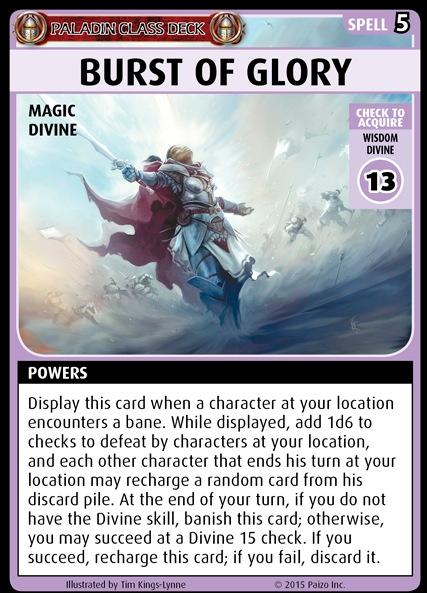 PALADIN CLASS DECK
SPELL 5
BURST OF GLORY
MAGIC
DIVINE
CHECK TO
ACQUIRE
WISDOM
DIVINE
13
POWERS
Display this card when a character at your location
encounters a bane. While displayed, add 1d6 to
checks to defeat by characters at your location,
and each other character that ends his turn at your
location may recharge a random card from his
discard pile. At the end of your turn, if you do not
have the Divine skill, banish this card; otherwise,
you may succeed at a Divine 15 check. If you
succeed, recharge this card; if you fail, discard it.
Illustrated by Tim Kings-Lynne
© 2015 Paizo Inc.